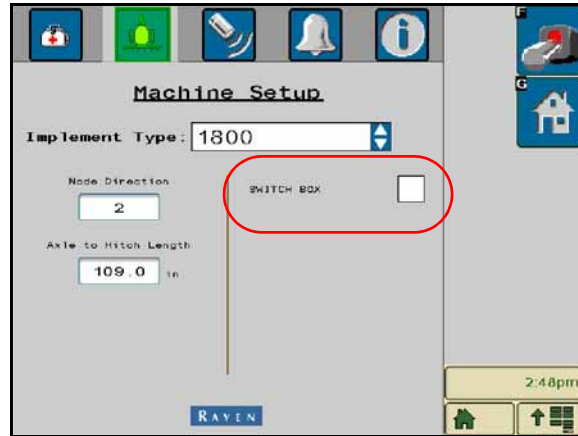 F
G
Machine Setup
Implement Type: 1800
Node Direction
2
SWITCH BOX
Axle to Hitch Length
109.0 in
2:48pm
RAVEN